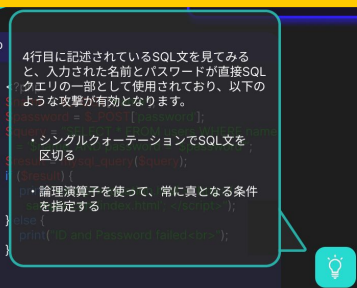 4行目に記述されているSQL文を見てみる
と、入力された名前とパスワードが直接SQL
クエリの一部として使用されており、以下の
ような攻撃が有効となります。
・シングルクォーテーションでSQL文を
区切る
・論理演算子を使って、常に真となる条件
を指定する
print("ID and Password failed<br>");